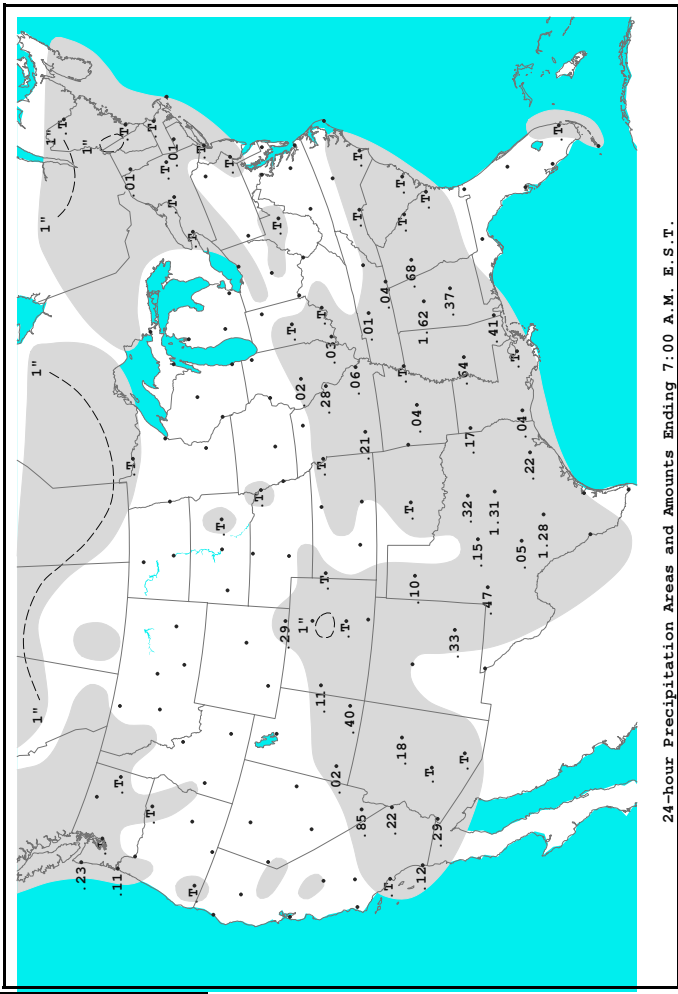 1"
1"
1"
1"
T
.23
1"
T
.11
T
T
T
.01
T
T
T
T
.01
T
T
T
T
T
T
T
.29
T
1"
.02
.11
T
T
.28
T
.03
.02
.40
T
.06
T
T
.85
.21
.01
T
.22
.04
.18
T
T
T
.10
T
.04
.68
.12
T
1.62
T
.29
.37
.33
T
.64
.32
.17
.15
.47
1.31
.41
.05
.04
T
.22
1.28
T
24-hour Precipitation Areas and Amounts Ending 7:00 A.M. E.S.T.